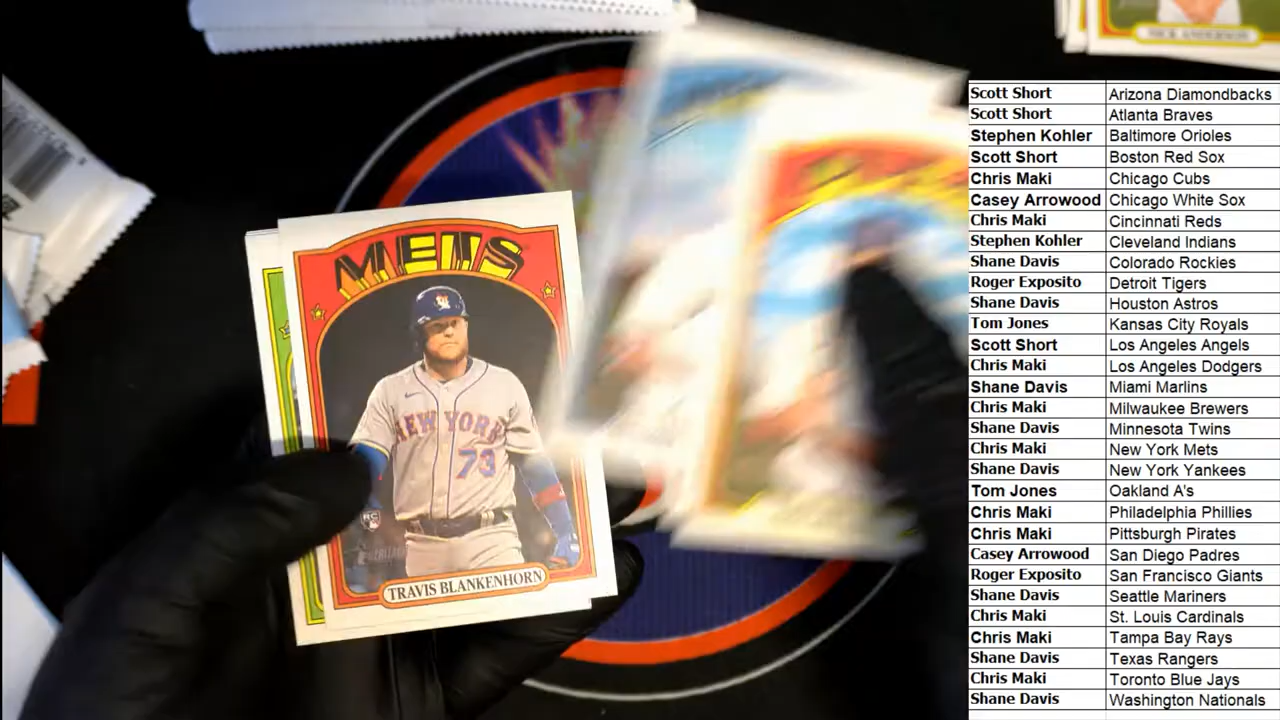 NICK ANDERSON
METS
NEW YORK
73
RC
TRAVIS BLANKENHORN
Scott Short Arizona Diamondbacks
Scott Short Atlanta Braves
Stephen Kohler Baltimore Orioles
Scott Short Boston Red Sox
Chris Maki Chicago Cubs
Casey Arrowood Chicago White Sox
Chris Maki Cincinnati Reds
Stephen Kohler Cleveland Indians
Shane Davis Colorado Rockies
Roger Exposito Detroit Tigers
Shane Davis Houston Astros
Tom Jones Kansas City Royals
Scott Short Los Angeles Angels
Chris Maki Los Angeles Dodgers
Shane Davis Miami Marlins
Chris Maki Milwaukee Brewers
Shane Davis Minnesota Twins
Chris Maki New York Mets
Shane Davis New York Yankees
Tom Jones Oakland A's
Chris Maki Philadelphia Phillies
Chris Maki Pittsburgh Pirates
Casey Arrowood San Diego Padres
Roger Exposito San Francisco Giants
Shane Davis Seattle Mariners
Chris Maki St. Louis Cardinals
Chris Maki Tampa Bay Rays
Shane Davis Texas Rangers
Chris Maki Toronto Blue Jays
Shane Davis Washington Nationals